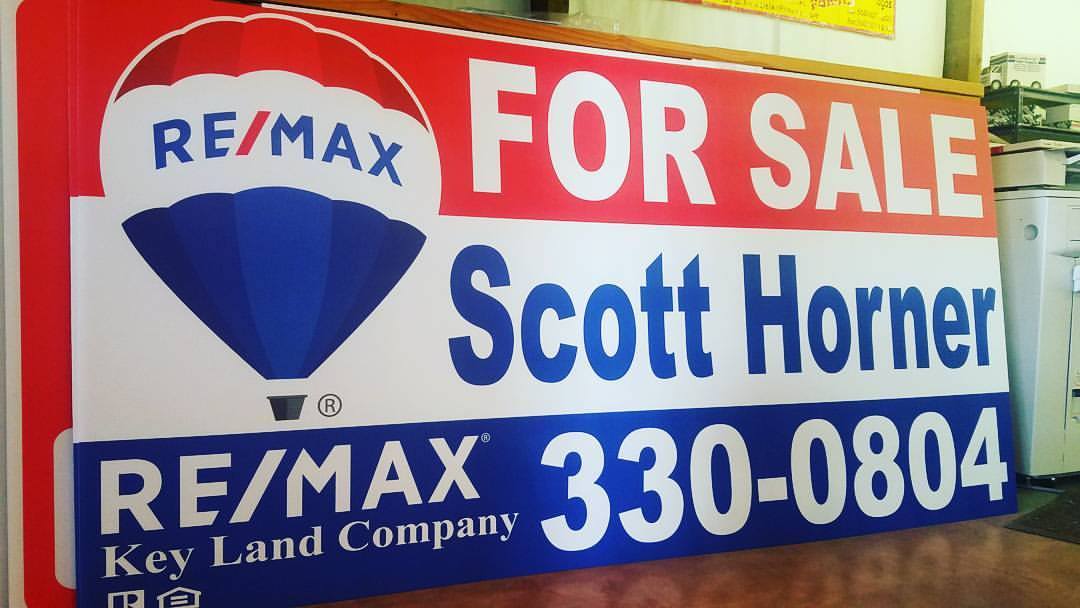 RE/MAX
FOR SALE
Scott Horner
®
RE/MAX®
330-0804
Key Land Company
R